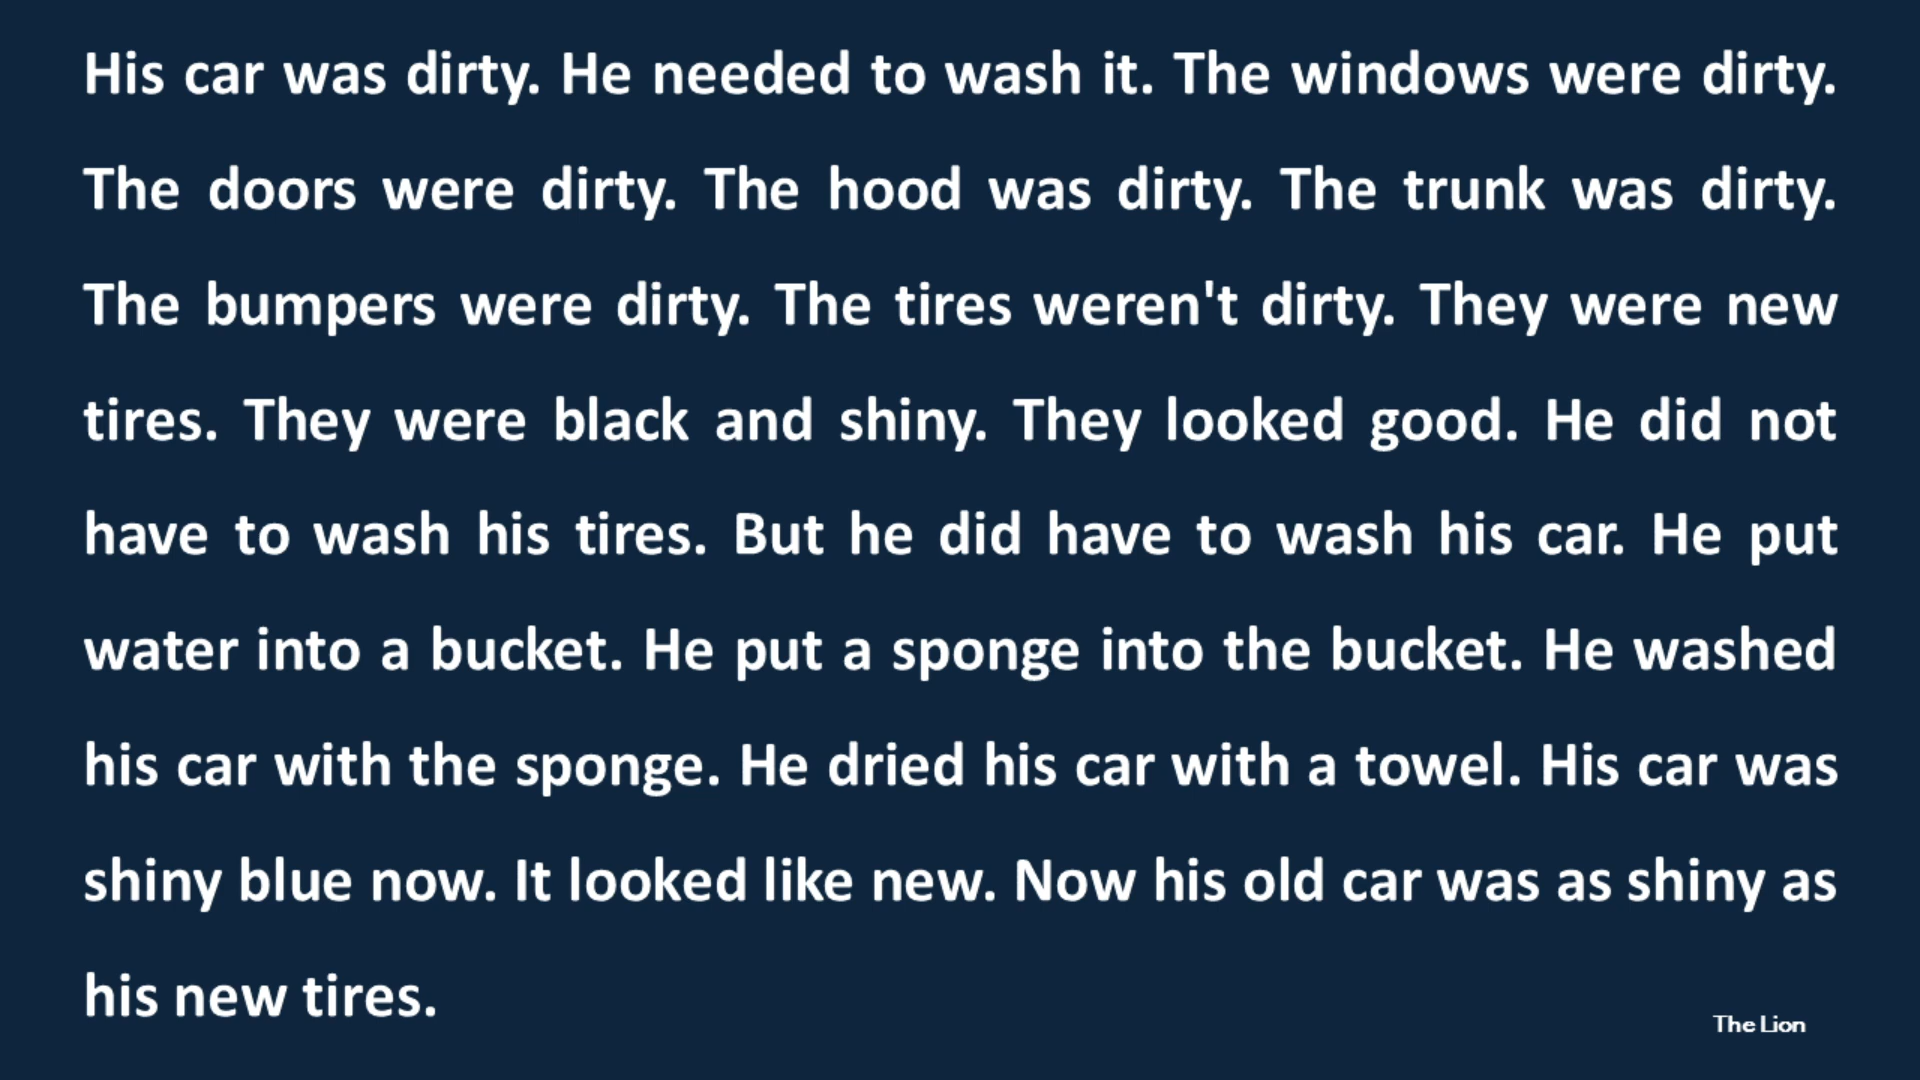 His car was dirty. He needed to wash it. The windows were dirty.
The doors were dirty. The hood was dirty. The trunk was dirty.
The bumpers were dirty. The tires weren't dirty. They were new
tires. They were black and shiny. They looked good. He did not
have to wash his tires. But he did have to wash his car. He put
water into a bucket. He put a sponge into the bucket. He washed
his car with the sponge. He dried his car with a towel. His car was
shiny blue now. It looked like new. Now his old car was as shiny as
his new tires.
The Lion